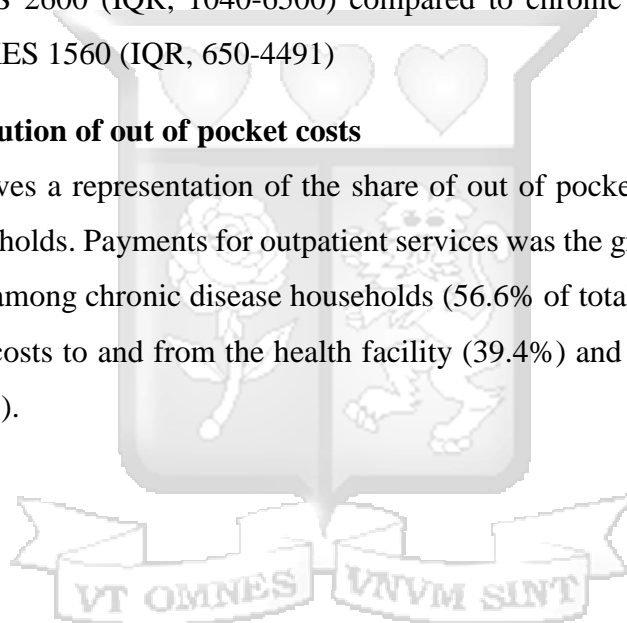 S 2600 (IQR, 1040-6500) compared to chronic
KES 1560 (IQR, 650-4491)
ution of out of pocket costs
ves a representation of the share of out of pocke
holds. Payments for outpatient services was the g
among chronic disease households (56.6% of total
costs to and from the health facility (39.4%) and
).
VT OMNES VNVM SINT